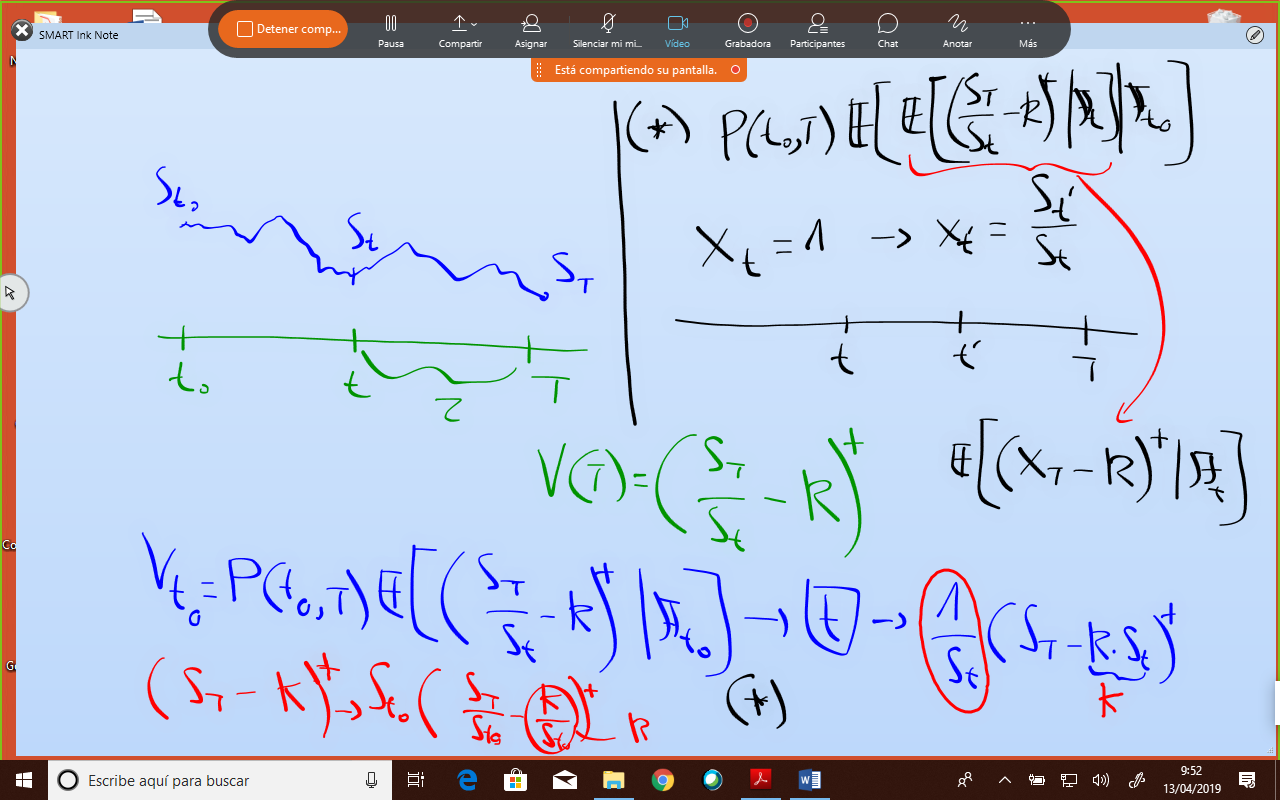 SMART Ink Note
Detener comp...
Pausa
Compartir
Asignar
Silenciar mi mi...
Vídeo
Grabadora
Participantes
Chat
Anotar
Más
Está compartiendo su pantalla.
(*) P(t₀,T) 𝔼[𝔼[(S_T/S_t − k)⁺|𝓕_t]|𝓕_t₀]
X_t = 1 → X_t' = S_t'/S_t
t t' T
S_t₀ S_t S_T
t₀ t T
τ
𝔼[(X_T − k)⁺|𝓕_t]
V(T) = (S_T/S_t − k)⁺
V_t₀ = P(t₀,T) 𝔼[(S_T/S_t − k)⁺|𝓕_t₀] → t → 1/S_t (S_T − k·S_t)⁺
K
(S_T − K)⁺ → S_t₀ (S_T/S_t₀ − K/S_t₀)⁺ k
(*)
Escribe aquí para buscar
9:52
13/04/2019